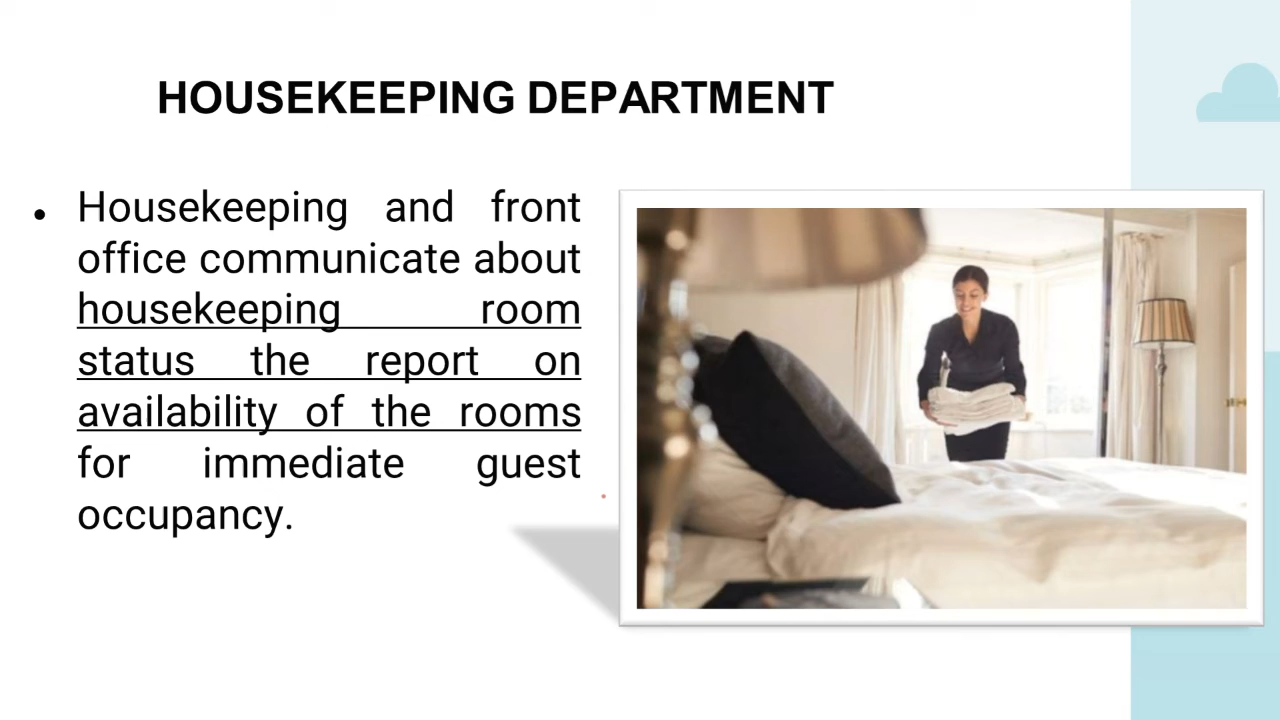 HOUSEKEEPING DEPARTMENT
• Housekeeping and front
office communicate about
housekeeping room
status the report on
availability of the rooms
for immediate guest
occupancy.